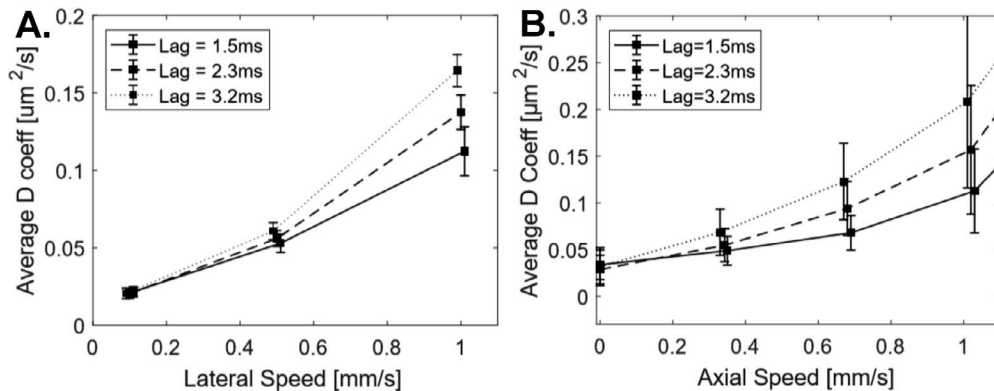 A.
0.2
0.15
0.1
0.05
0
Average D coeff [µm ²/s]
Lag = 1.5ms
Lag = 2.3ms
Lag = 3.2ms
0 0.2 0.4 0.6 0.8 1
Lateral Speed [mm/s]
B.
0.3
0.25
0.2
0.15
0.1
0.05
0
Average D Coeff [µm ²/s]
Lag=1.5ms
Lag=2.3ms
Lag=3.2ms
0 0.2 0.4 0.6 0.8 1
Axial Speed [mm/s]